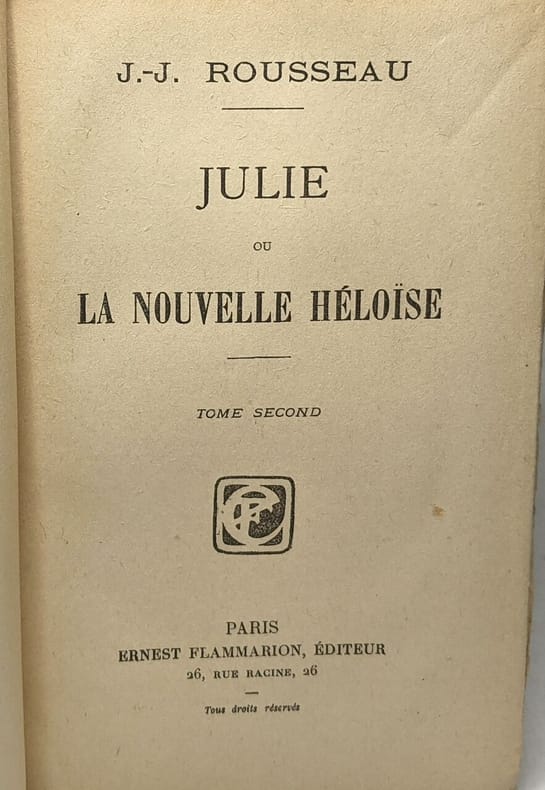 J.-J. ROUSSEAU
JULIE
OU
LA NOUVELLE HÉLOÏSE
TOME SECOND
PARIS
ERNEST FLAMMARION, ÉDITEUR
26, RUE RACINE, 26
Tous droits réservés